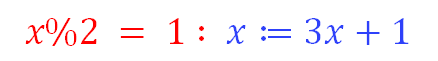 x%2 = 1: x ≔ 3x + 1